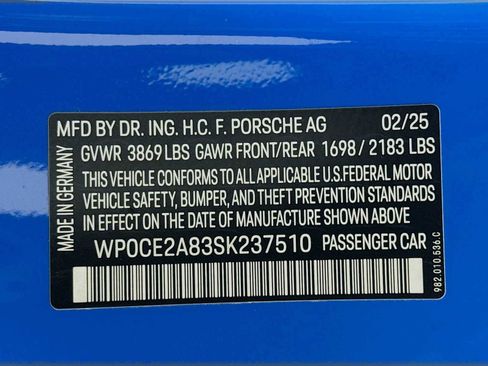 MFD BY DR. ING. H.C. F. PORSCHE AG 02/25
GVWR 3869 LBS GAWR FRONT/REAR 1698 / 2183 LBS
THIS VEHICLE CONFORMS TO ALL APPLICABLE U.S.FEDERAL MOTOR
VEHICLE SAFETY, BUMPER, AND THEFT PREVENTION STANDARDS
IN EFFECT ON THE DATE OF MANUFACTURE SHOWN ABOVE
WP0CE2A83SK237510 PASSENGER CAR
MADE IN GERMANY
982.010.536.C